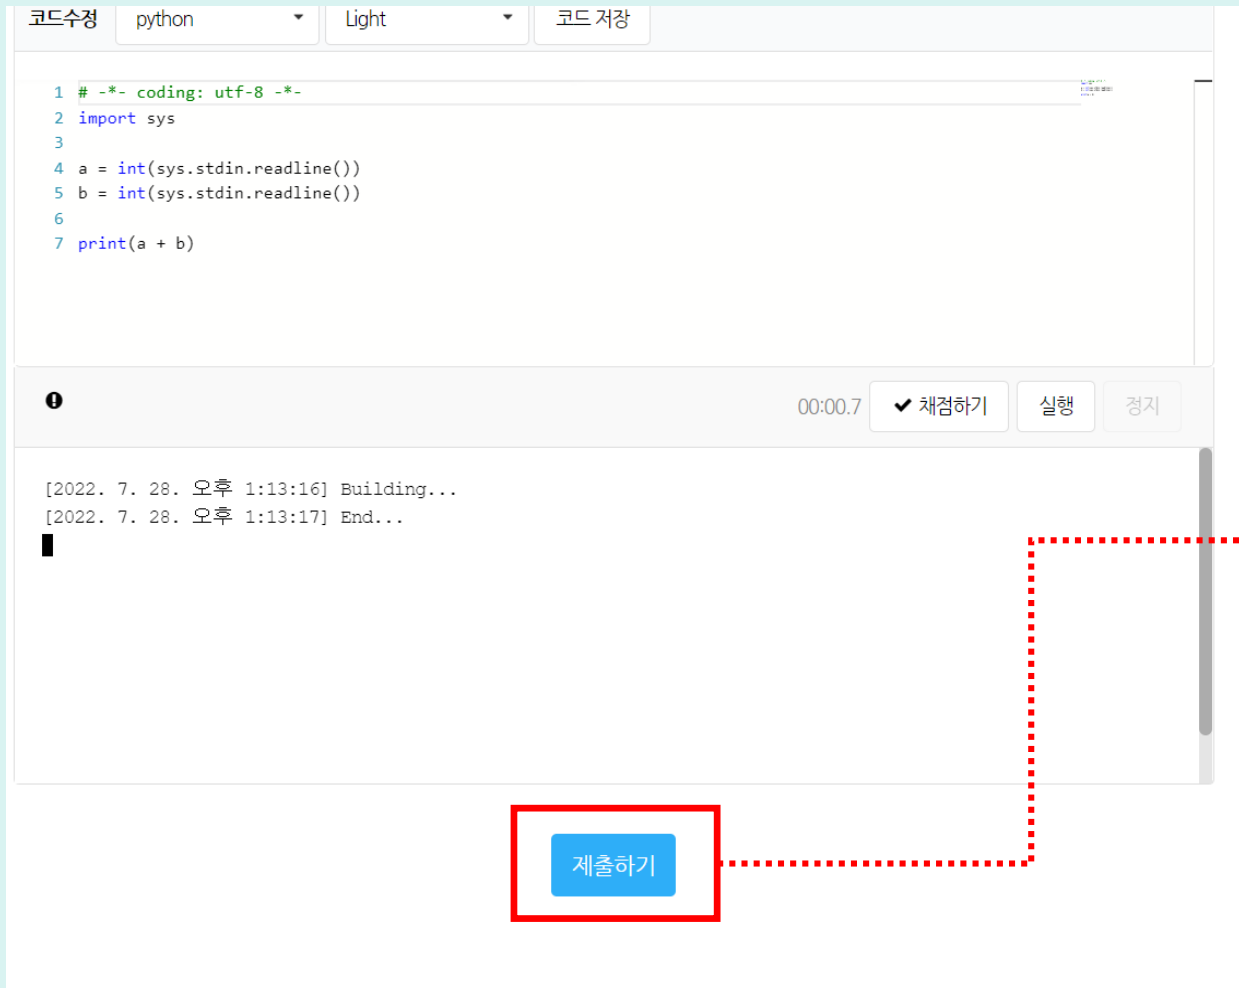 코드수정 python Light 코드 저장
1 # -*- coding: utf-8 -*-
2 import sys
3
4 a = int(sys.stdin.readline())
5 b = int(sys.stdin.readline())
6
7 print(a + b)
00:00.7 채점하기 실행 정지
[2022. 7. 28. 오후 1:13:16] Building...
[2022. 7. 28. 오후 1:13:17] End...
제출하기